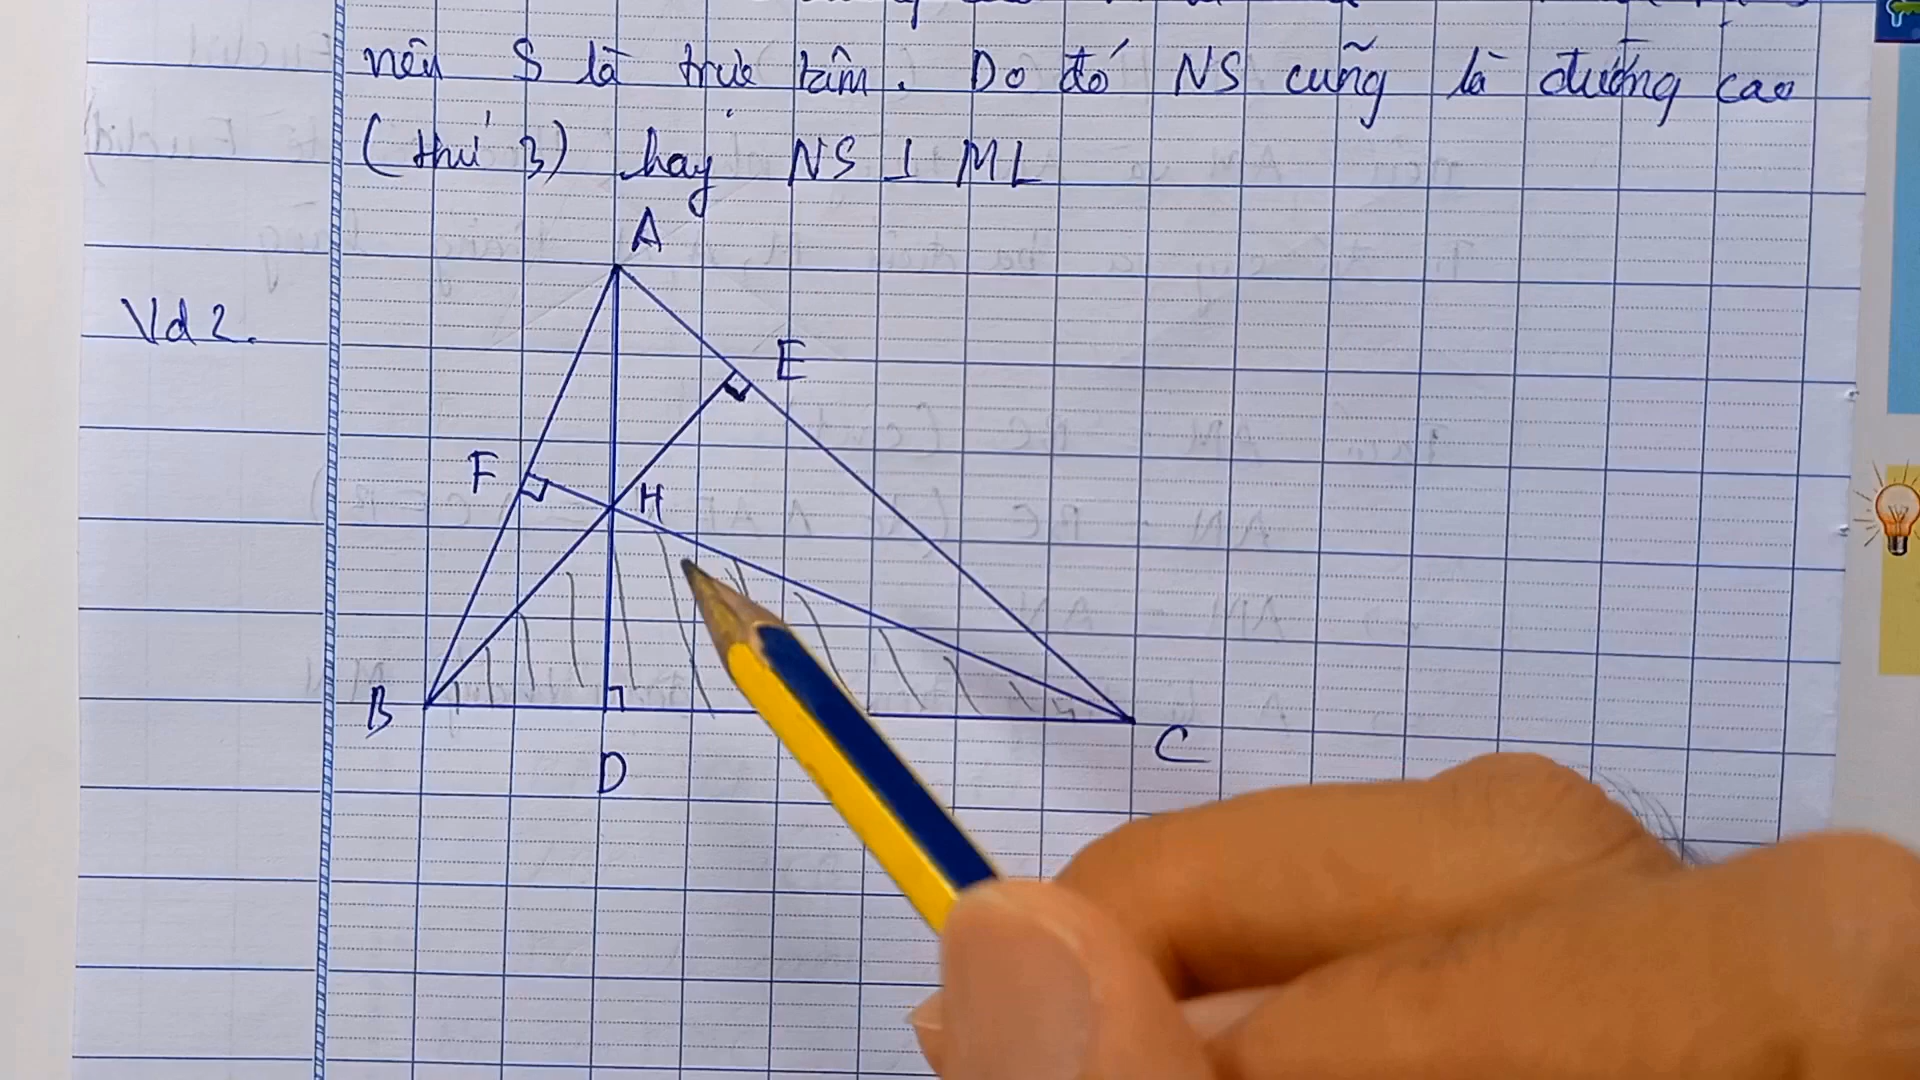 nên S là trực tâm. Do đó NS cũng là đường cao
(thứ 3) hay NS ⊥ ML
A
Vd 2.
E
F
H
B
C
D